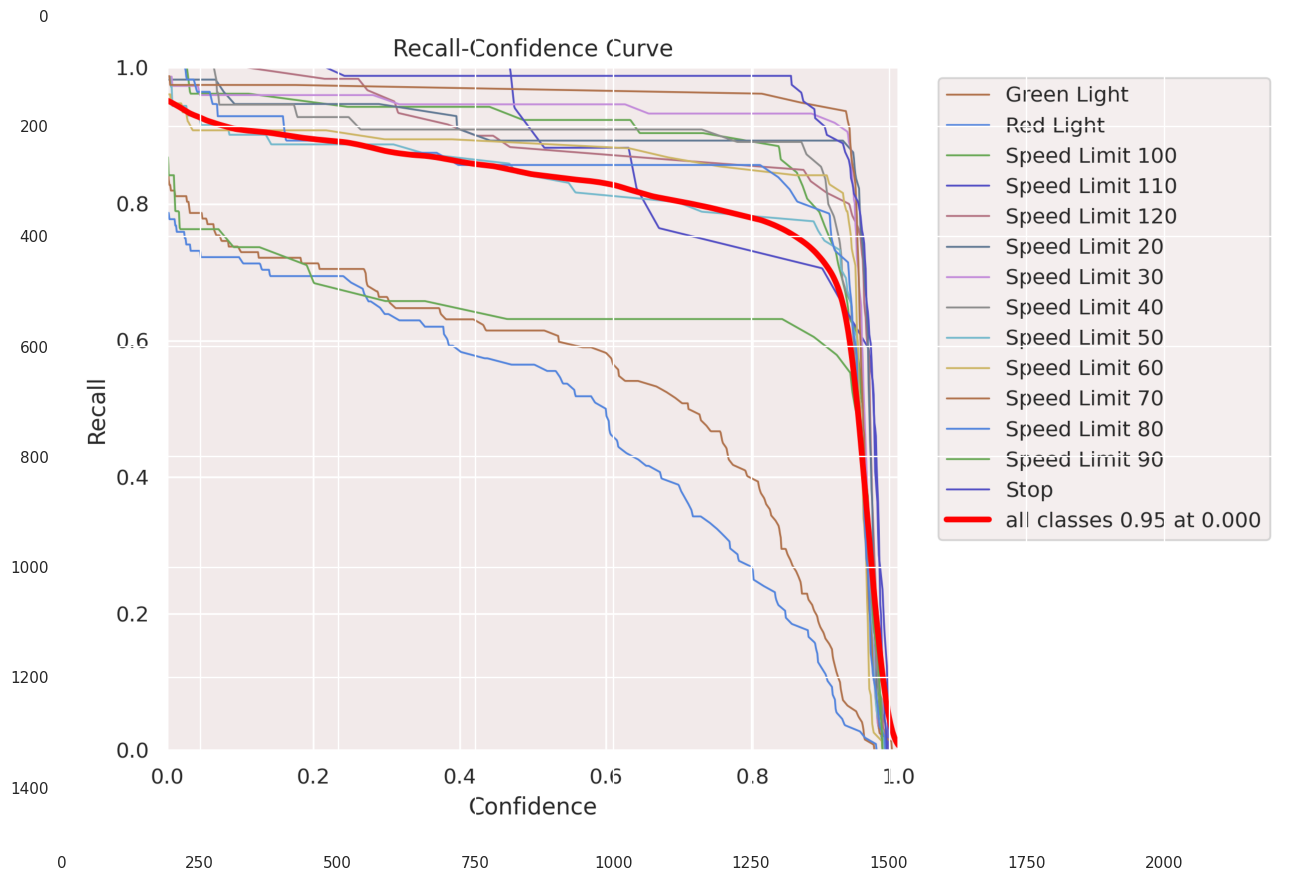 0
Recall-Confidence Curve
1.0
200
0.8
400
0.6
600
Recall
800
0.4
1000
0.2
1200
0.0
0.0 0.2 0.4 0.6 0.8 1.0
1400
Confidence
0 250 500 750 1000 1250 1500 1750 2000
Green Light
Red Light
Speed Limit 100
Speed Limit 110
Speed Limit 120
Speed Limit 20
Speed Limit 30
Speed Limit 40
Speed Limit 50
Speed Limit 60
Speed Limit 70
Speed Limit 80
Speed Limit 90
Stop
all classes 0.95 at 0.000